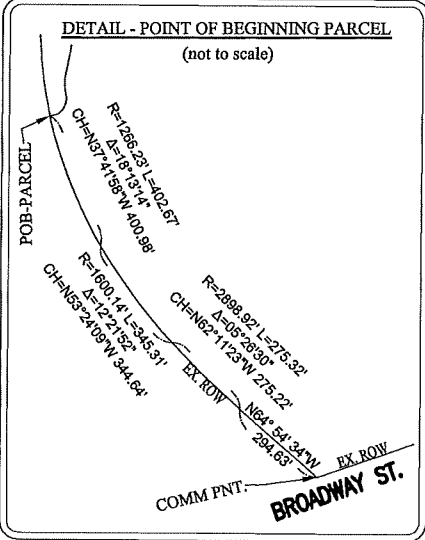 DETAIL - POINT OF BEGINNING PARCEL
(not to scale)
POB-PARCEL
R=1266.23' L=402.67'
Δ=18°13'14"
CH=N37°41'58"W 400.98'
R=1600.14' L=345.31'
Δ=12°21'52"
CH=N53°24'09"W 344.64'
R=2898.92' L=275.32'
Δ=05°26'30"
CH=N62°11'23"W 275.22'
EX. ROW
N64°54'34"W
294.63'
EX. ROW
COMM PNT.
BROADWAY ST.